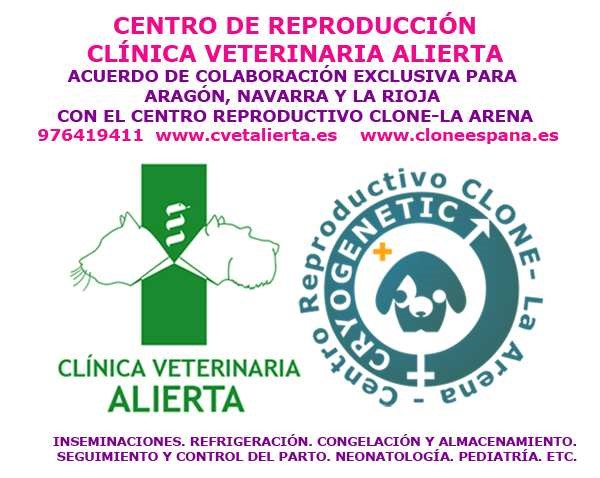 CENTRO DE REPRODUCCIÓN
CLÍNICA VETERINARIA ALIERTA
ACUERDO DE COLABORACIÓN EXCLUSIVA PARA
ARAGÓN, NAVARRA Y LA RIOJA
CON EL CENTRO REPRODUCTIVO CLONE-LA ARENA
976419411 www.cvetalierta.es www.cloneespana.es
CLÍNICA VETERINARIA
ALIERTA
Centro Reproductivo CLONE- La Arena -
CRYOGENETIC
INSEMINACIONES. REFRIGERACIÓN. CONGELACIÓN Y ALMACENAMIENTO.
SEGUIMIENTO Y CONTROL DEL PARTO. NEONATOLOGÍA. PEDIATRÍA. ETC.